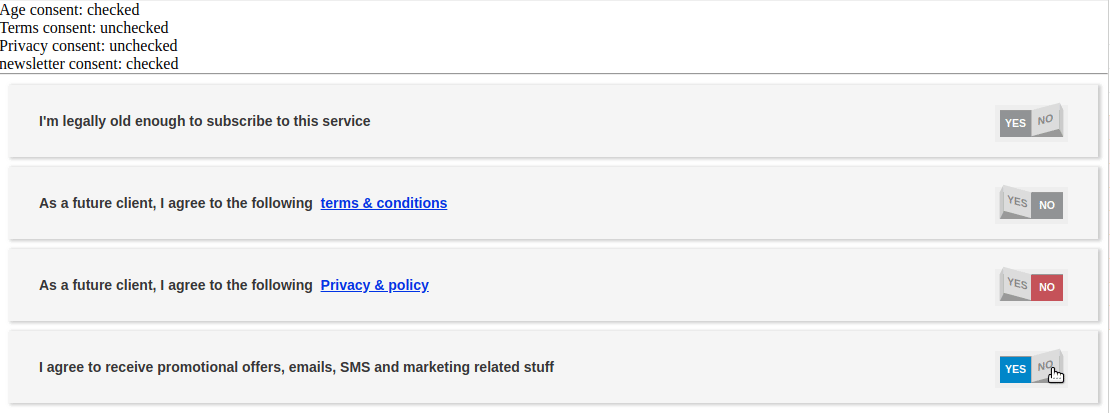 Age consent: checked
Terms consent: unchecked
Privacy consent: unchecked
newsletter consent: checked
I'm legally old enough to subscribe to this service YES NO
As a future client, I agree to the following terms & conditions YES NO
As a future client, I agree to the following Privacy & policy YES NO
I agree to receive promotional offers, emails, SMS and marketing related stuff YES NO